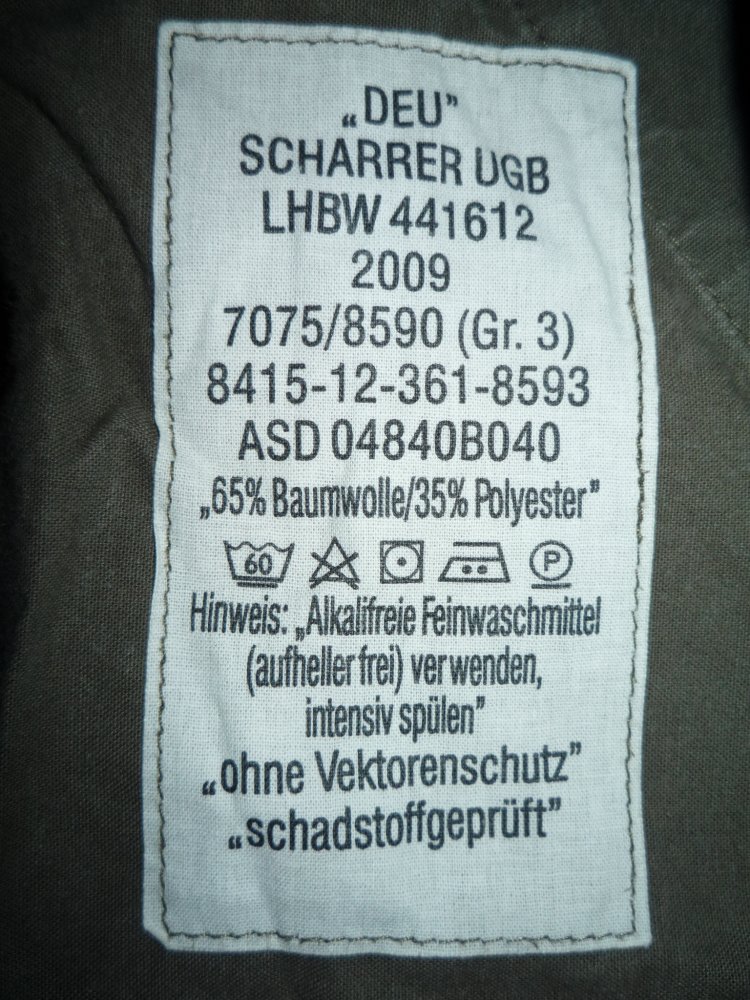 „DEU”
SCHARRER UGB
LHBW 441612
2009
7075/8590 (Gr. 3)
8415-12-361-8593
ASD 04840B040
„65% Baumwolle/35% Polyester”
60 P
Hinweis: „Alkalifreie Feinwaschmittel
(aufheller frei) verwenden,
intensiv spülen”
„ohne Vektorenschutz”
„schadstoffgeprüft”